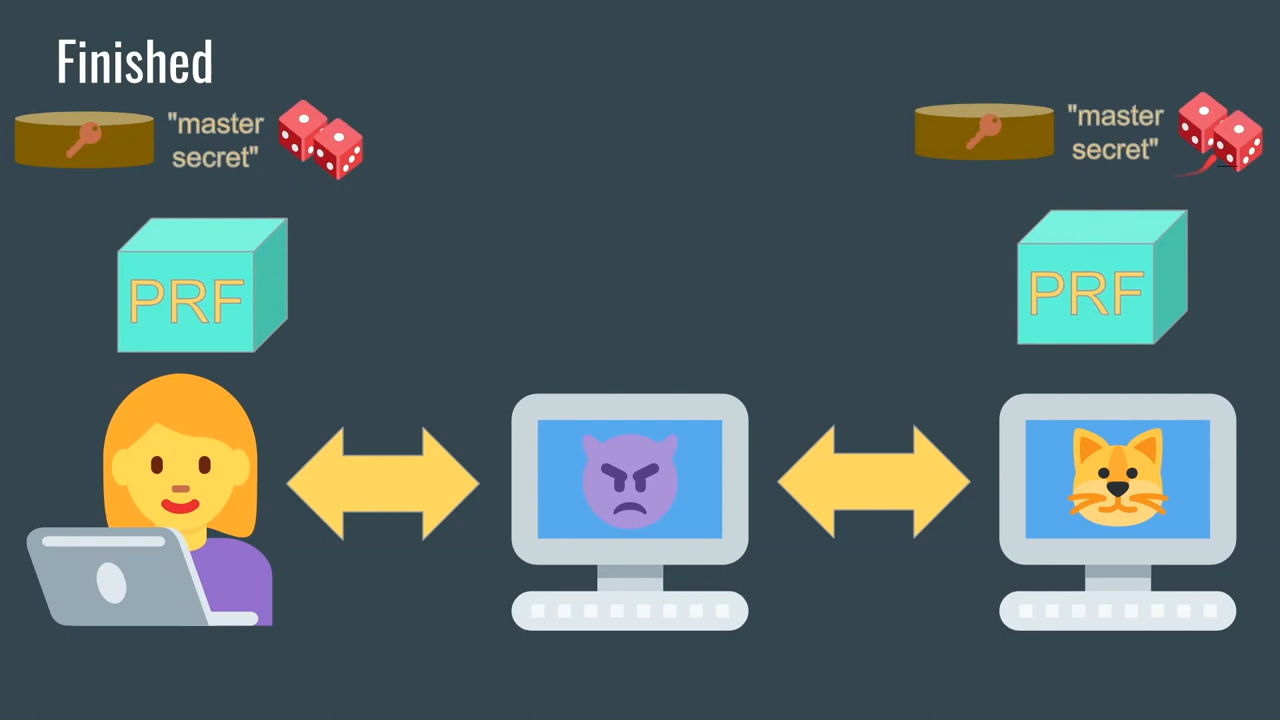 Finished
"master
secret"
"master
secret"
PRF
PRF